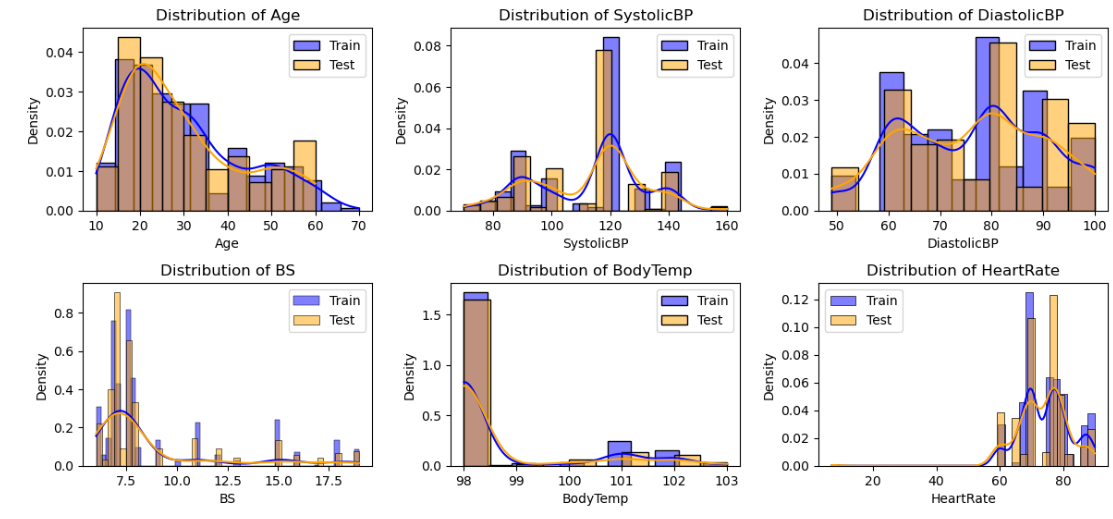 Distribution of Age
Density
0.04
0.03
0.02
0.01
0.00
Train
Test
10 20 30 40 50 60 70
Age
Distribution of SystolicBP
Density
0.08
0.06
0.04
0.02
0.00
Train
Test
80 100 120 140 160
SystolicBP
Distribution of DiastolicBP
Density
0.04
0.03
0.02
0.01
0.00
Train
Test
50 60 70 80 90 100
DiastolicBP
Distribution of BS
Density
0.8
0.6
0.4
0.2
0.0
Train
Test
7.5 10.0 12.5 15.0 17.5
BS
Distribution of BodyTemp
Density
1.5
1.0
0.5
0.0
Train
Test
98 99 100 101 102 103
BodyTemp
Distribution of HeartRate
Density
0.12
0.10
0.08
0.06
0.04
0.02
0.00
Train
Test
20 40 60 80
HeartRate